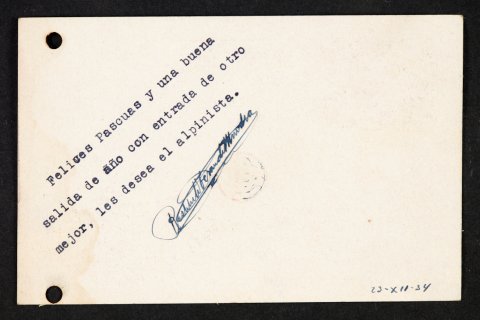 Felices Pascuas y una buena
salida de año con entrada de otro
mejor, les desea el alpinista.
23-XII-34